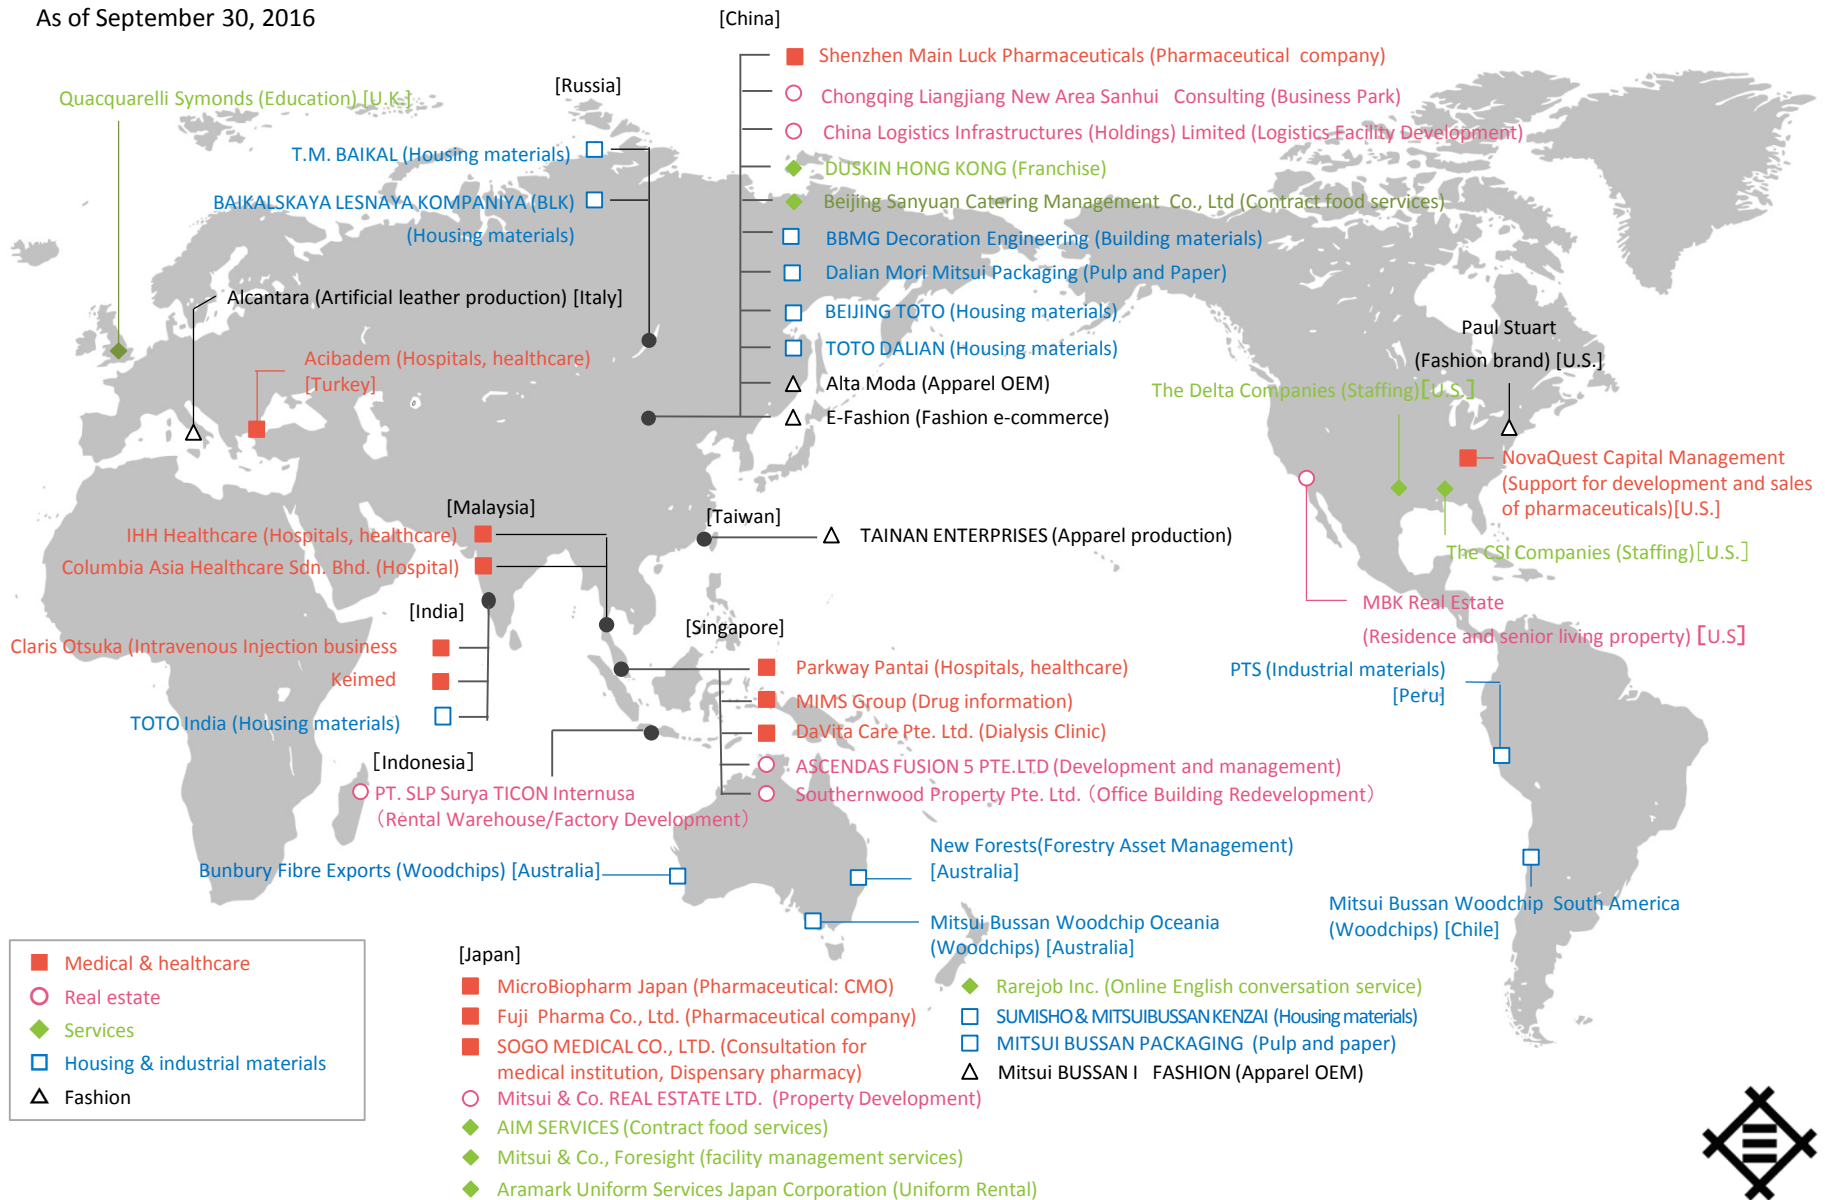 As of September 30, 2016
[China]
Shenzhen Main Luck Pharmaceuticals (Pharmaceutical company)
Chongqing Liangjiang New Area Sanhui Consulting (Business Park)
China Logistics Infrastructures (Holdings) Limited (Logistics Facility Development)
DUSKIN HONG KONG (Franchise)
Beijing Sanyuan Catering Management Co., Ltd (Contract food services)
BBMG Decoration Engineering (Building materials)
Dalian Mori Mitsui Packaging (Pulp and Paper)
BEIJING TOTO (Housing materials)
TOTO DALIAN (Housing materials)
Alta Moda (Apparel OEM)
E-Fashion (Fashion e-commerce)
[Russia]
T.M. BAIKAL (Housing materials)
BAIKALSKAYA LESNAYA KOMPANIYA (BLK)
(Housing materials)
Quacquarelli Symonds (Education) [U.K.]
Alcantara (Artificial leather production) [Italy]
Acibadem (Hospitals, healthcare)
[Turkey]
Paul Stuart
(Fashion brand) [U.S.]
The Delta Companies (Staffing)[U.S.]
NovaQuest Capital Management
(Support for development and sales
of pharmaceuticals)[U.S.]
The CSI Companies (Staffing)[U.S.]
MBK Real Estate
(Residence and senior living property) [U.S]
[Malaysia]
IHH Healthcare (Hospitals, healthcare)
Columbia Asia Healthcare Sdn. Bhd. (Hospital)
[Taiwan]
TAINAN ENTERPRISES (Apparel production)
[India]
Claris Otsuka (Intravenous Injection business
Keimed
TOTO India (Housing materials)
[Singapore]
Parkway Pantai (Hospitals, healthcare)
MIMS Group (Drug information)
DaVita Care Pte. Ltd. (Dialysis Clinic)
ASCENDAS FUSION 5 PTE.LTD (Development and management)
Southernwood Property Pte. Ltd.（Office Building Redevelopment）
[Indonesia]
PT. SLP Surya TICON Internusa
（Rental Warehouse/Factory Development）
PTS (Industrial materials)
[Peru]
Bunbury Fibre Exports (Woodchips) [Australia]
New Forests(Forestry Asset Management)
[Australia]
Mitsui Bussan Woodchip Oceania
(Woodchips) [Australia]
Mitsui Bussan Woodchip South America
(Woodchips) [Chile]
Medical & healthcare
Real estate
Services
Housing & industrial materials
Fashion
[Japan]
MicroBiopharm Japan (Pharmaceutical: CMO)
Fuji Pharma Co., Ltd. (Pharmaceutical company)
SOGO MEDICAL CO., LTD. (Consultation for
medical institution, Dispensary pharmacy)
Mitsui & Co. REAL ESTATE LTD. (Property Development)
AIM SERVICES (Contract food services)
Mitsui & Co., Foresight (facility management services)
Aramark Uniform Services Japan Corporation (Uniform Rental)
Rarejob Inc. (Online English conversation service)
SUMISHO & MITSUIBUSSAN KENZAI (Housing materials)
MITSUI BUSSAN PACKAGING (Pulp and paper)
Mitsui BUSSAN I FASHION (Apparel OEM)